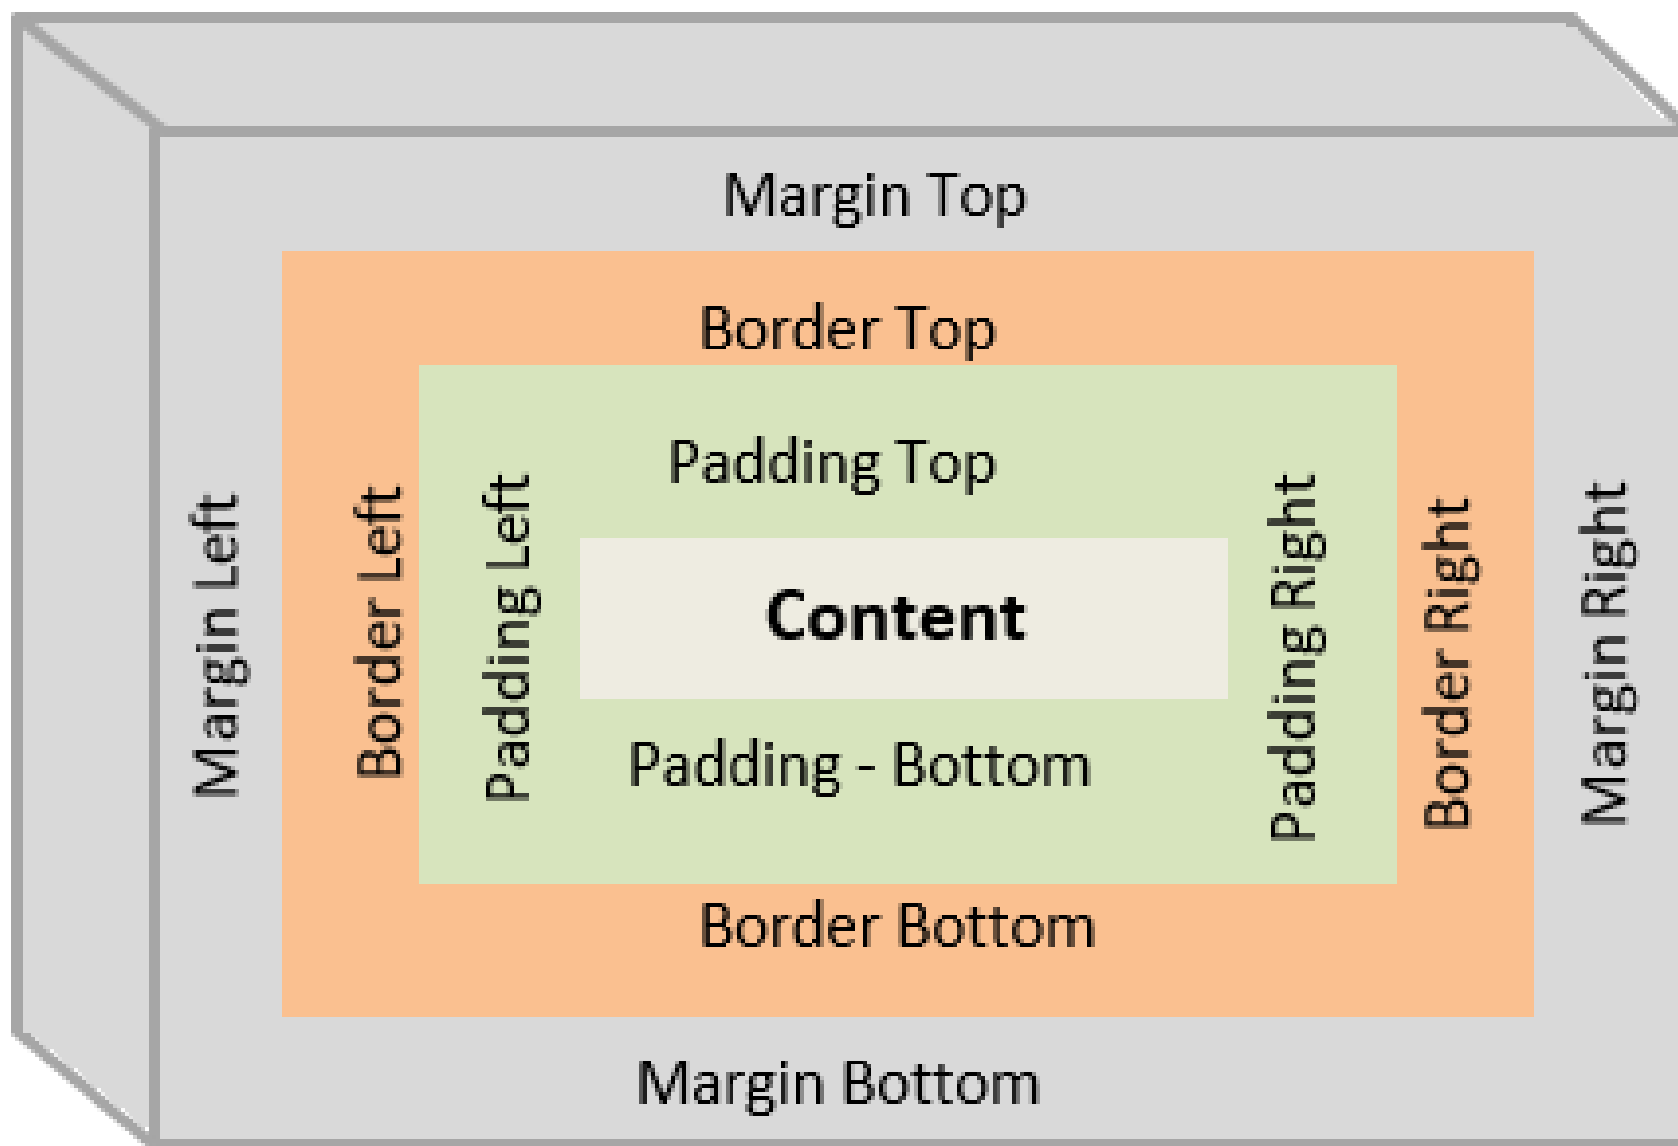 Margin Top
Border Top
Padding Top
Margin Left
Border Left
Padding Left
Content
Padding Right
Border Right
Margin Right
Padding - Bottom
Border Bottom
Margin Bottom